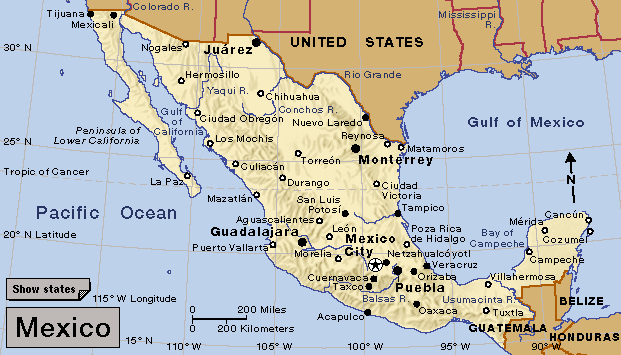 Colorado R.
Mississippi
R.
Tijuana
Mexicali
30° N
Nogales
Juárez
UNITED STATES
Hermosillo
Rio Grande
Yaqui R.
Chihuahua
Conchos R.
Gulf
of
California
Ciudad Obregon
Nuevo Laredo
Gulf of Mexico
Peninsula of
Lower California
Los Mochis
Reynosa
Matamoros
25° N
Torreón
Monterrey
Culiacán
Tropic of Cancer
La Paz
Durango
Ciudad
Victoria
N
Mazatlán
San Luis
Potosí
Tampico
Pacific Ocean
Aguascalientes
Cancún
Mérida
Guadalajara
León
Mexico
City
Poza Rica
de Hidalgo
Bay of
Campeche
Cozumel
20° N Latitude
Puerto Vallarta
Morelia
Netzahualcóyotl
Veracruz
Campeche
Cuernavaca
Orizaba
Villahermosa
Show states
Taxco
Puebla
115° W Longitude
Balsas R.
Usumacinta R.
BELIZE
0 200 Miles
Oaxaca
Tuxtla
Mexico
0 200 Kilometers
Acapulco
GUATEMALA
HONDURAS
15° N
110°W
105°W
100°W
95°W
90°W